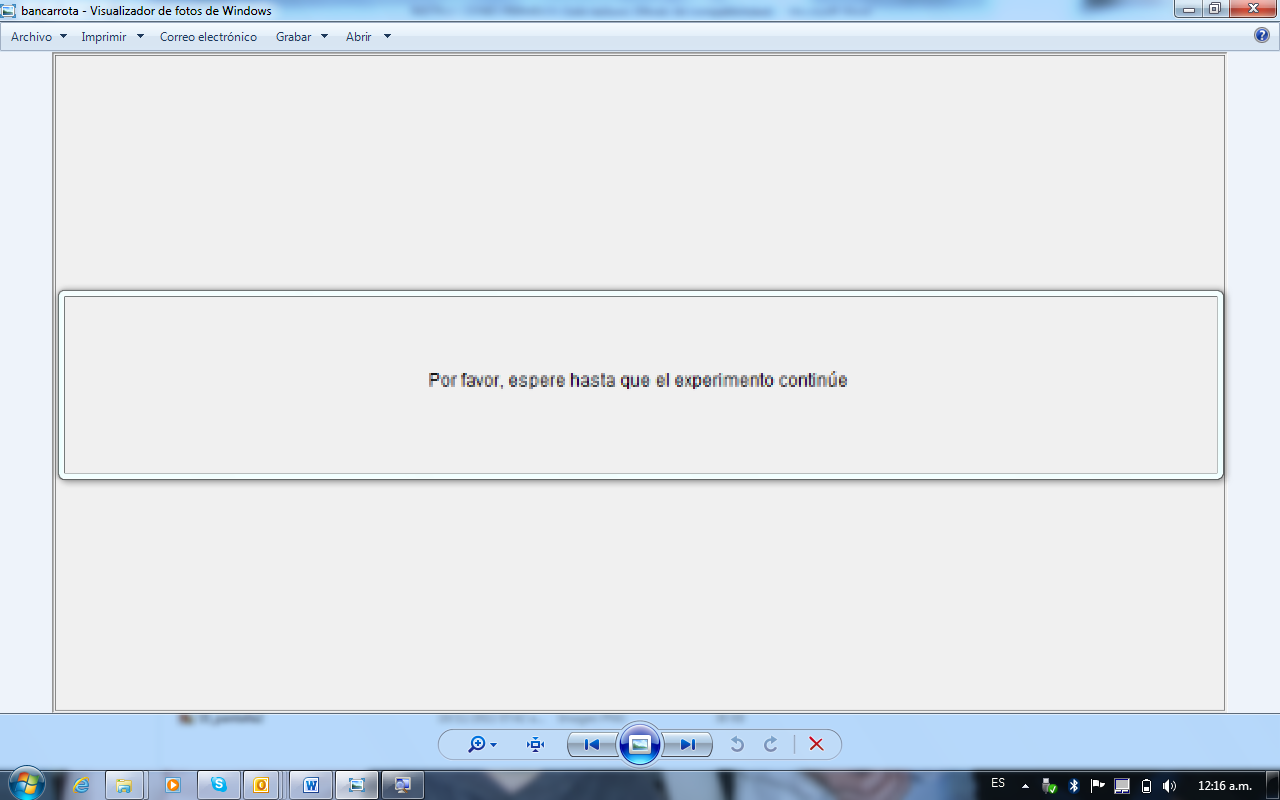 bancarrota - Visualizador de fotos de Windows
Archivo Imprimir Correo electrónico Grabar Abrir
Por favor, espere hasta que el experimento continúe
ES 12:16 a.m.